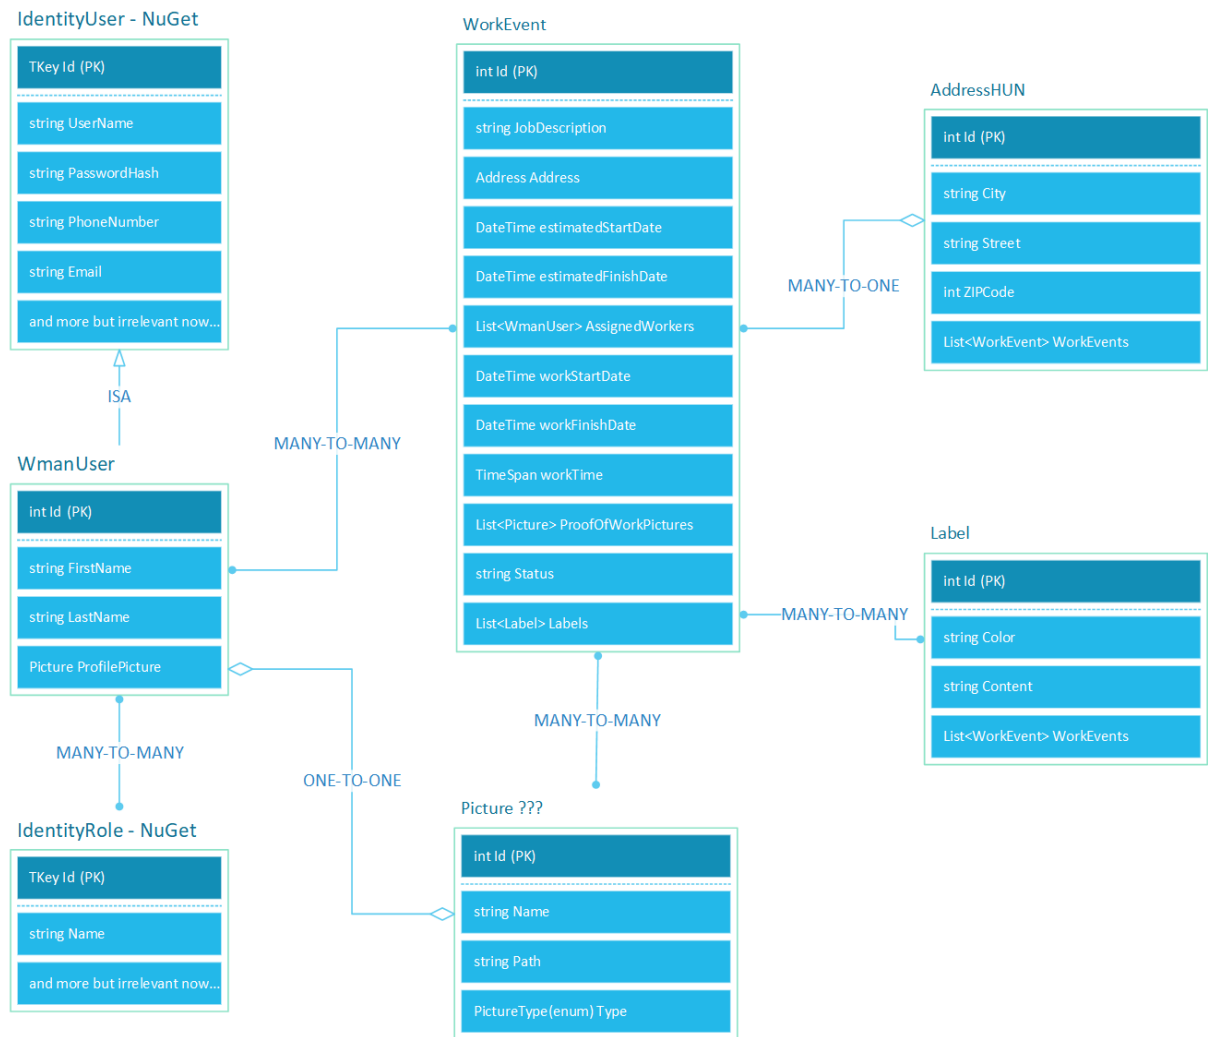 IdentityUser - NuGet
TKey Id (PK)
string UserName
string PasswordHash
string PhoneNumber
string Email
and more but irrelevant now...
ISA
WmanUser
int Id (PK)
string FirstName
string LastName
Picture ProfilePicture
MANY-TO-MANY
IdentityRole - NuGet
TKey Id (PK)
string Name
and more but irrelevant now...
MANY-TO-MANY
ONE-TO-ONE
WorkEvent
int Id (PK)
string JobDescription
Address Address
DateTime estimatedStartDate
DateTime estimatedFinishDate
List<WmanUser> AssignedWorkers
DateTime workStartDate
DateTime workFinishDate
TimeSpan workTime
List<Picture> ProofOfWorkPictures
string Status
List<Label> Labels
MANY-TO-MANY
Picture ???
int Id (PK)
string Name
string Path
PictureType(enum) Type
MANY-TO-ONE
AddressHUN
int Id (PK)
string City
string Street
int ZIPCode
List<WorkEvent> WorkEvents
MANY-TO-MANY
Label
int Id (PK)
string Color
string Content
List<WorkEvent> WorkEvents